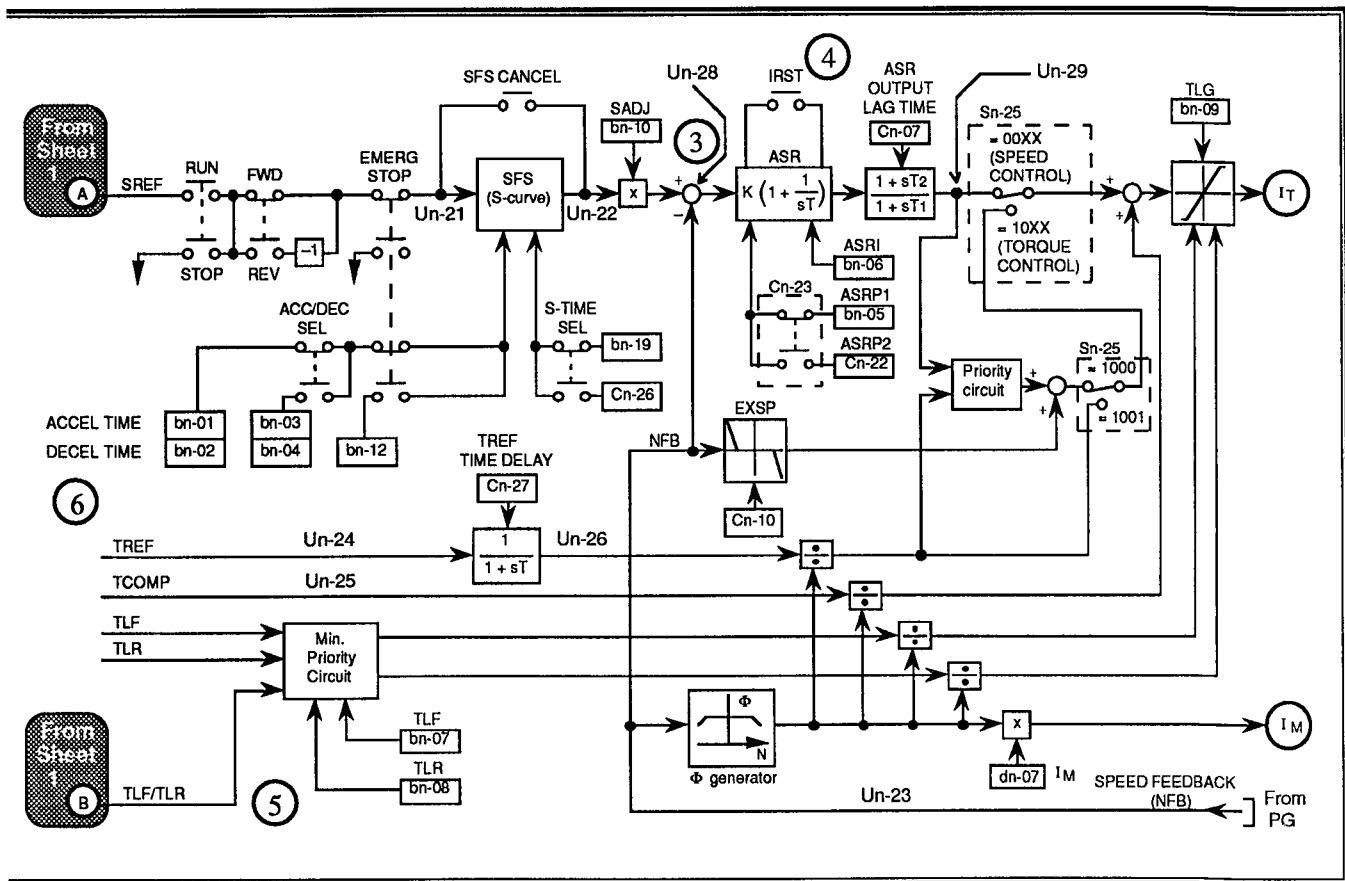 From
Sheet
1
A
SREF
RUN
FWD
STOP
REV
−1
EMERG
STOP
Un-21
SFS CANCEL
SFS
(S-curve)
Un-22
SADJ
bn-10
x
Un-28
3
+
−
4
IRST
ASR
K ( 1 + 1/sT )
ASRI
bn-06
Cn-23
ASRP1
bn-05
ASRP2
Cn-22
ASR
OUTPUT
LAG TIME
Cn-07
1 + sT2
1 + sT1
Un-29
Sn-25
= 00XX
(SPEED
CONTROL)
= 10XX
(TORQUE
CONTROL)
+
+
TLG
bn-09
I T
ACC/DEC
SEL
S-TIME
SEL
bn-19
Cn-26
ACCEL TIME
bn-01
bn-03
DECEL TIME
bn-02
bn-04
bn-12
Priority
circuit
+
+
Sn-25
= 1000
= 1001
NFB
EXSP
Cn-10
6
TREF
TIME DELAY
Cn-27
TREF
Un-24
1
1 + sT
Un-26
÷
TCOMP
Un-25
÷
TLF
TLR
Min.
Priority
Circuit
÷
÷
TLF
bn-07
TLR
bn-08
Φ
N
Φ generator
x
dn-07
I M
I M
From
Sheet
1
B
TLF/TLR
5
Un-23
SPEED FEEDBACK
(NFB)
From
PG